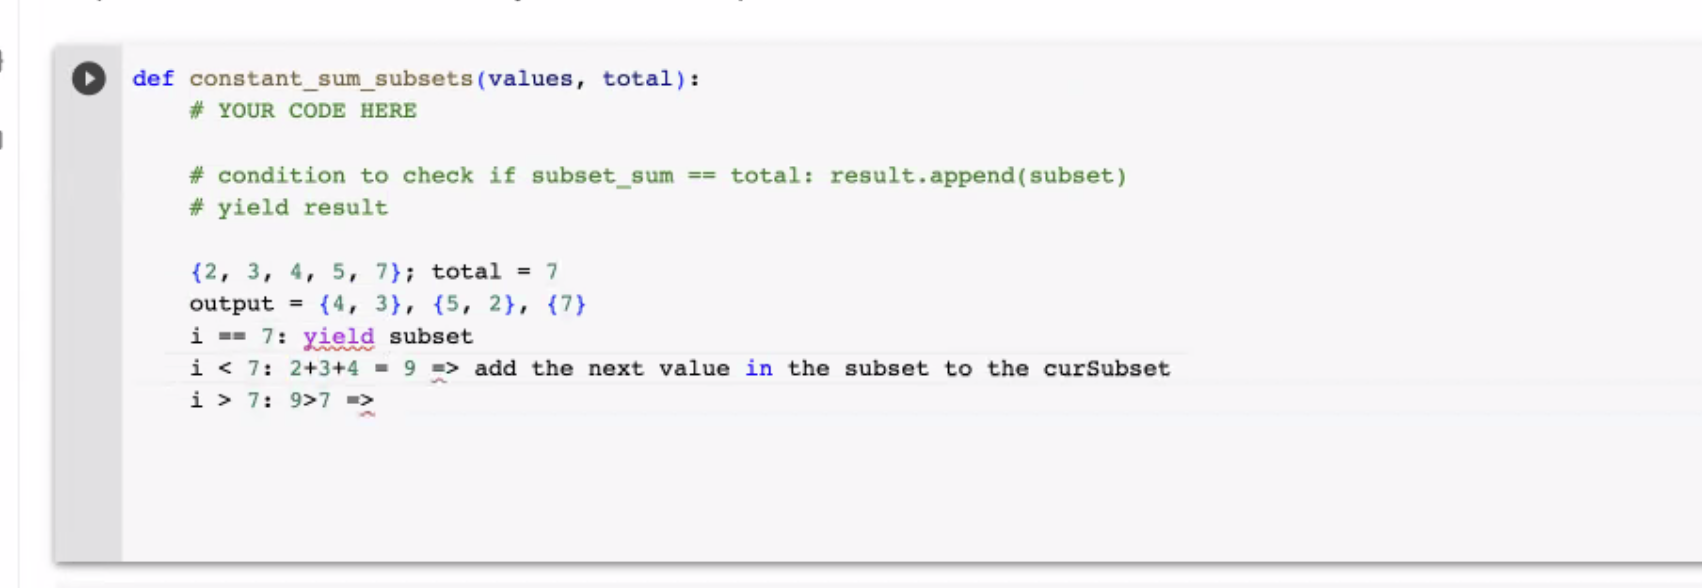 def constant_sum_subsets(values, total):
# YOUR CODE HERE
# condition to check if subset_sum == total: result.append(subset)
# yield result
{2, 3, 4, 5, 7}; total = 7
output = {4, 3}, {5, 2}, {7}
i == 7: yield subset
i < 7: 2+3+4 = 9 => add the next value in the subset to the curSubset
i > 7: 9>7 =>